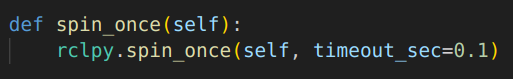 def spin_once(self):
    rclpy.spin_once(self, timeout_sec=0.1)